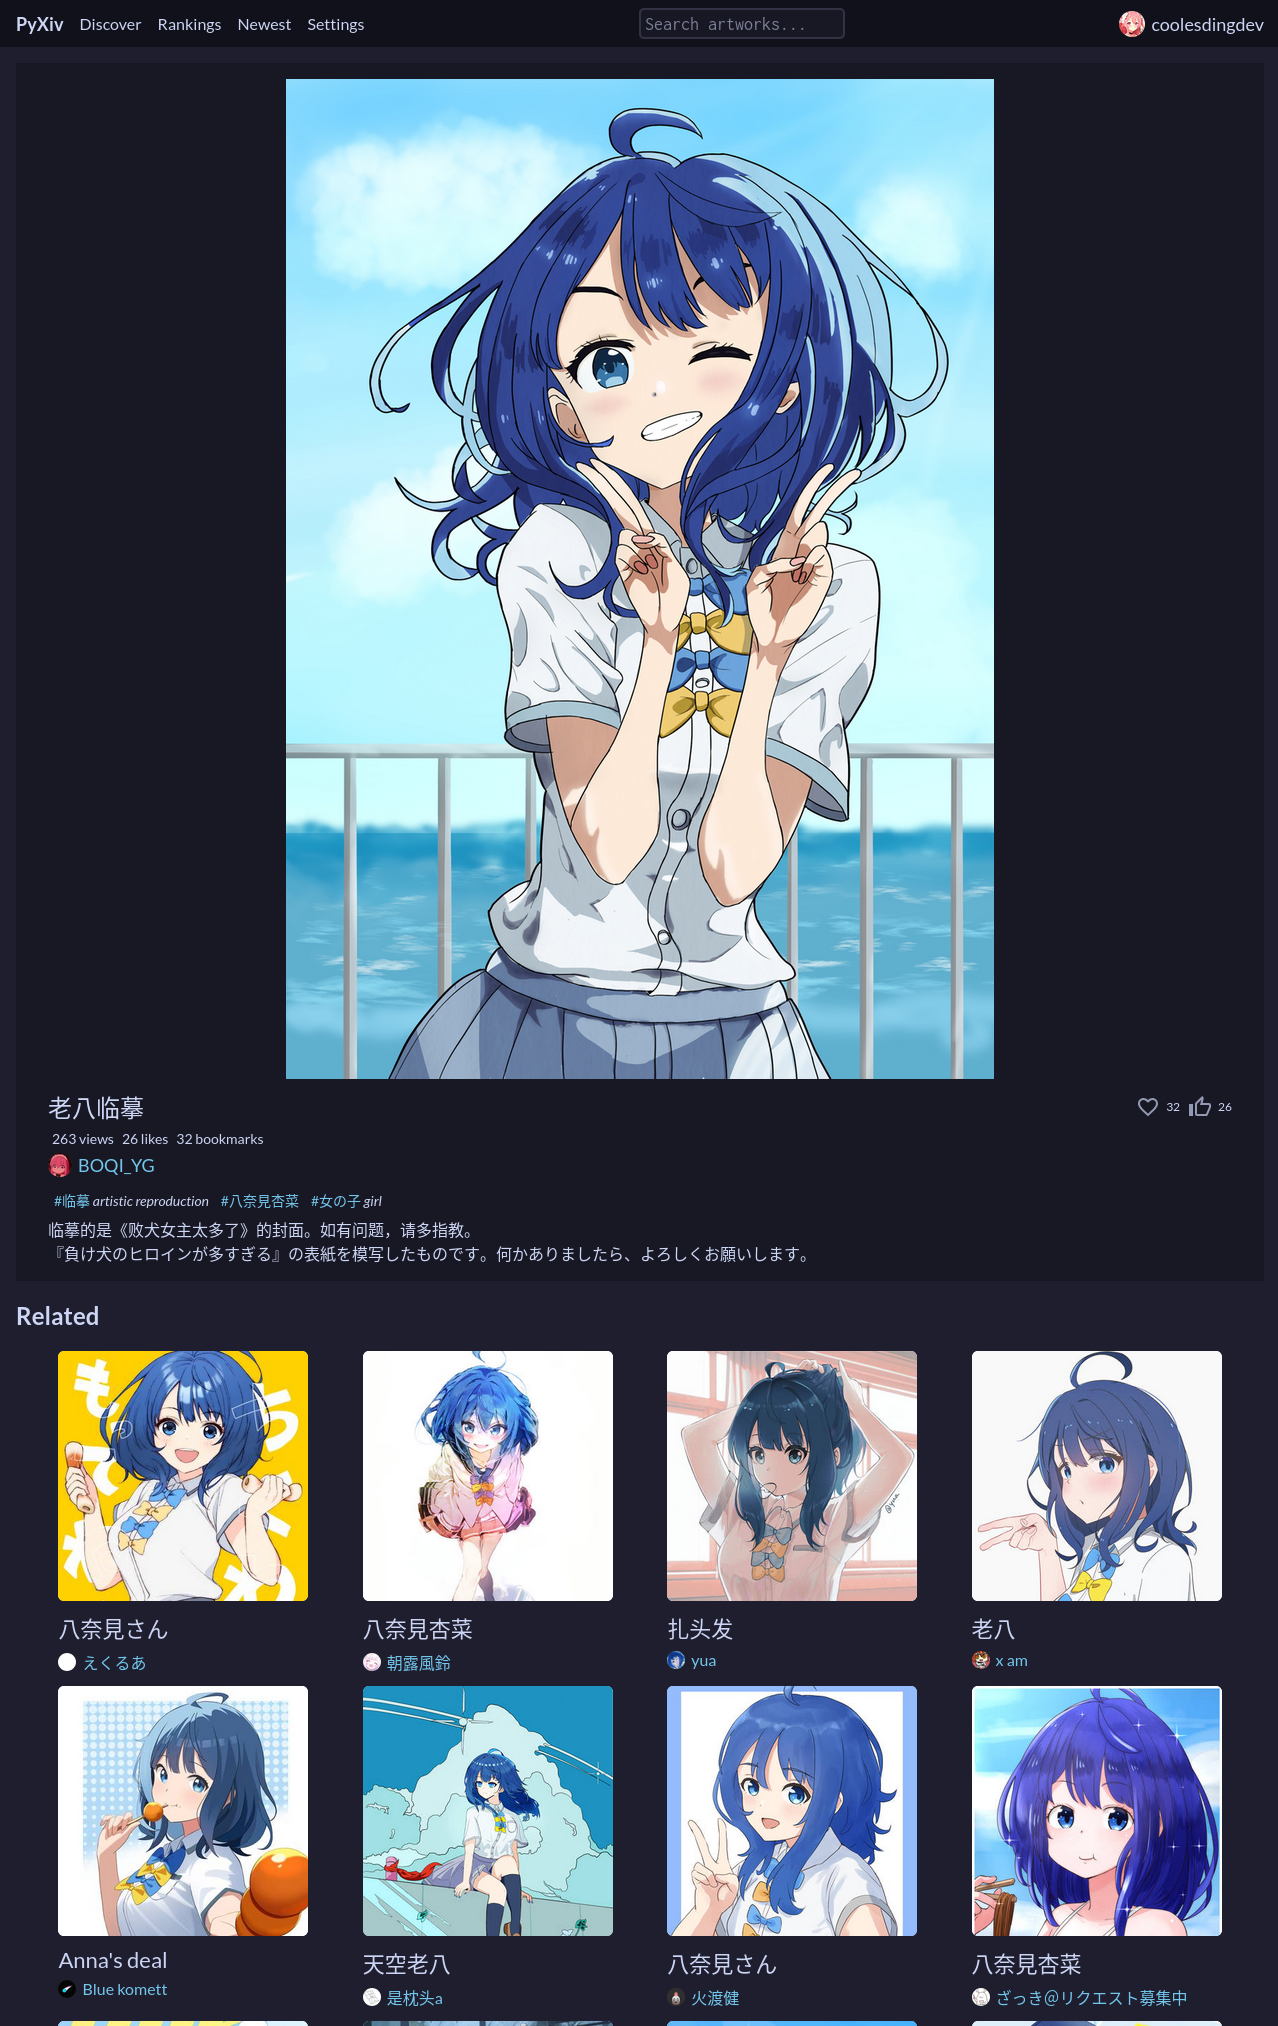 PyXiv Discover Rankings Newest Settings Search artworks... coolesdingdev
老八临摹 32 26
263 views 26 likes 32 bookmarks
BOQI_YG
#临摹 artistic reproduction #八奈見杏菜 #女の子 girl
临摹的是《败犬女主太多了》的封面。如有问题，请多指教。
『負け犬のヒロインが多すぎる』の表紙を模写したものです。何かありましたら、よろしくお願いします。
Related
@yua
八奈見さん 八奈見杏菜 扎头发 老八
えくるあ 朝露風鈴 yua x am
Anna's deal 天空老八 八奈見さん 八奈見杏菜
Blue komett 是枕头a 火渡健 ざっき@リクエスト募集中